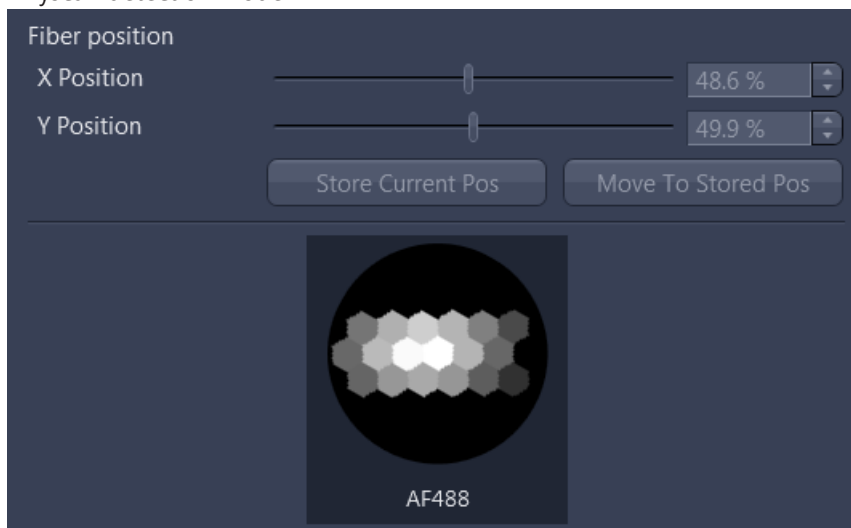 Fiber position
X Position 48.6 %
Y Position 49.9 %
Store Current Pos Move To Stored Pos
AF488